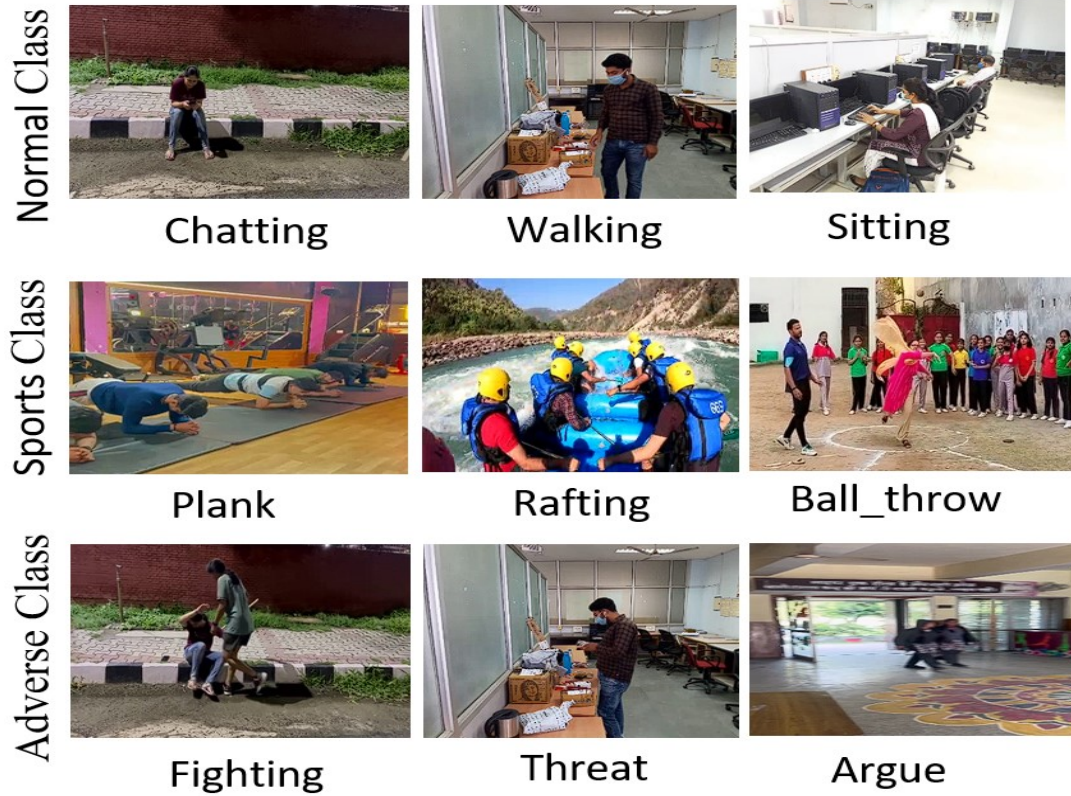 Normal Class
Chatting
Walking
Sitting
Sports Class
Plank
Rafting
Ball_throw
Adverse Class
Fighting
Threat
Argue